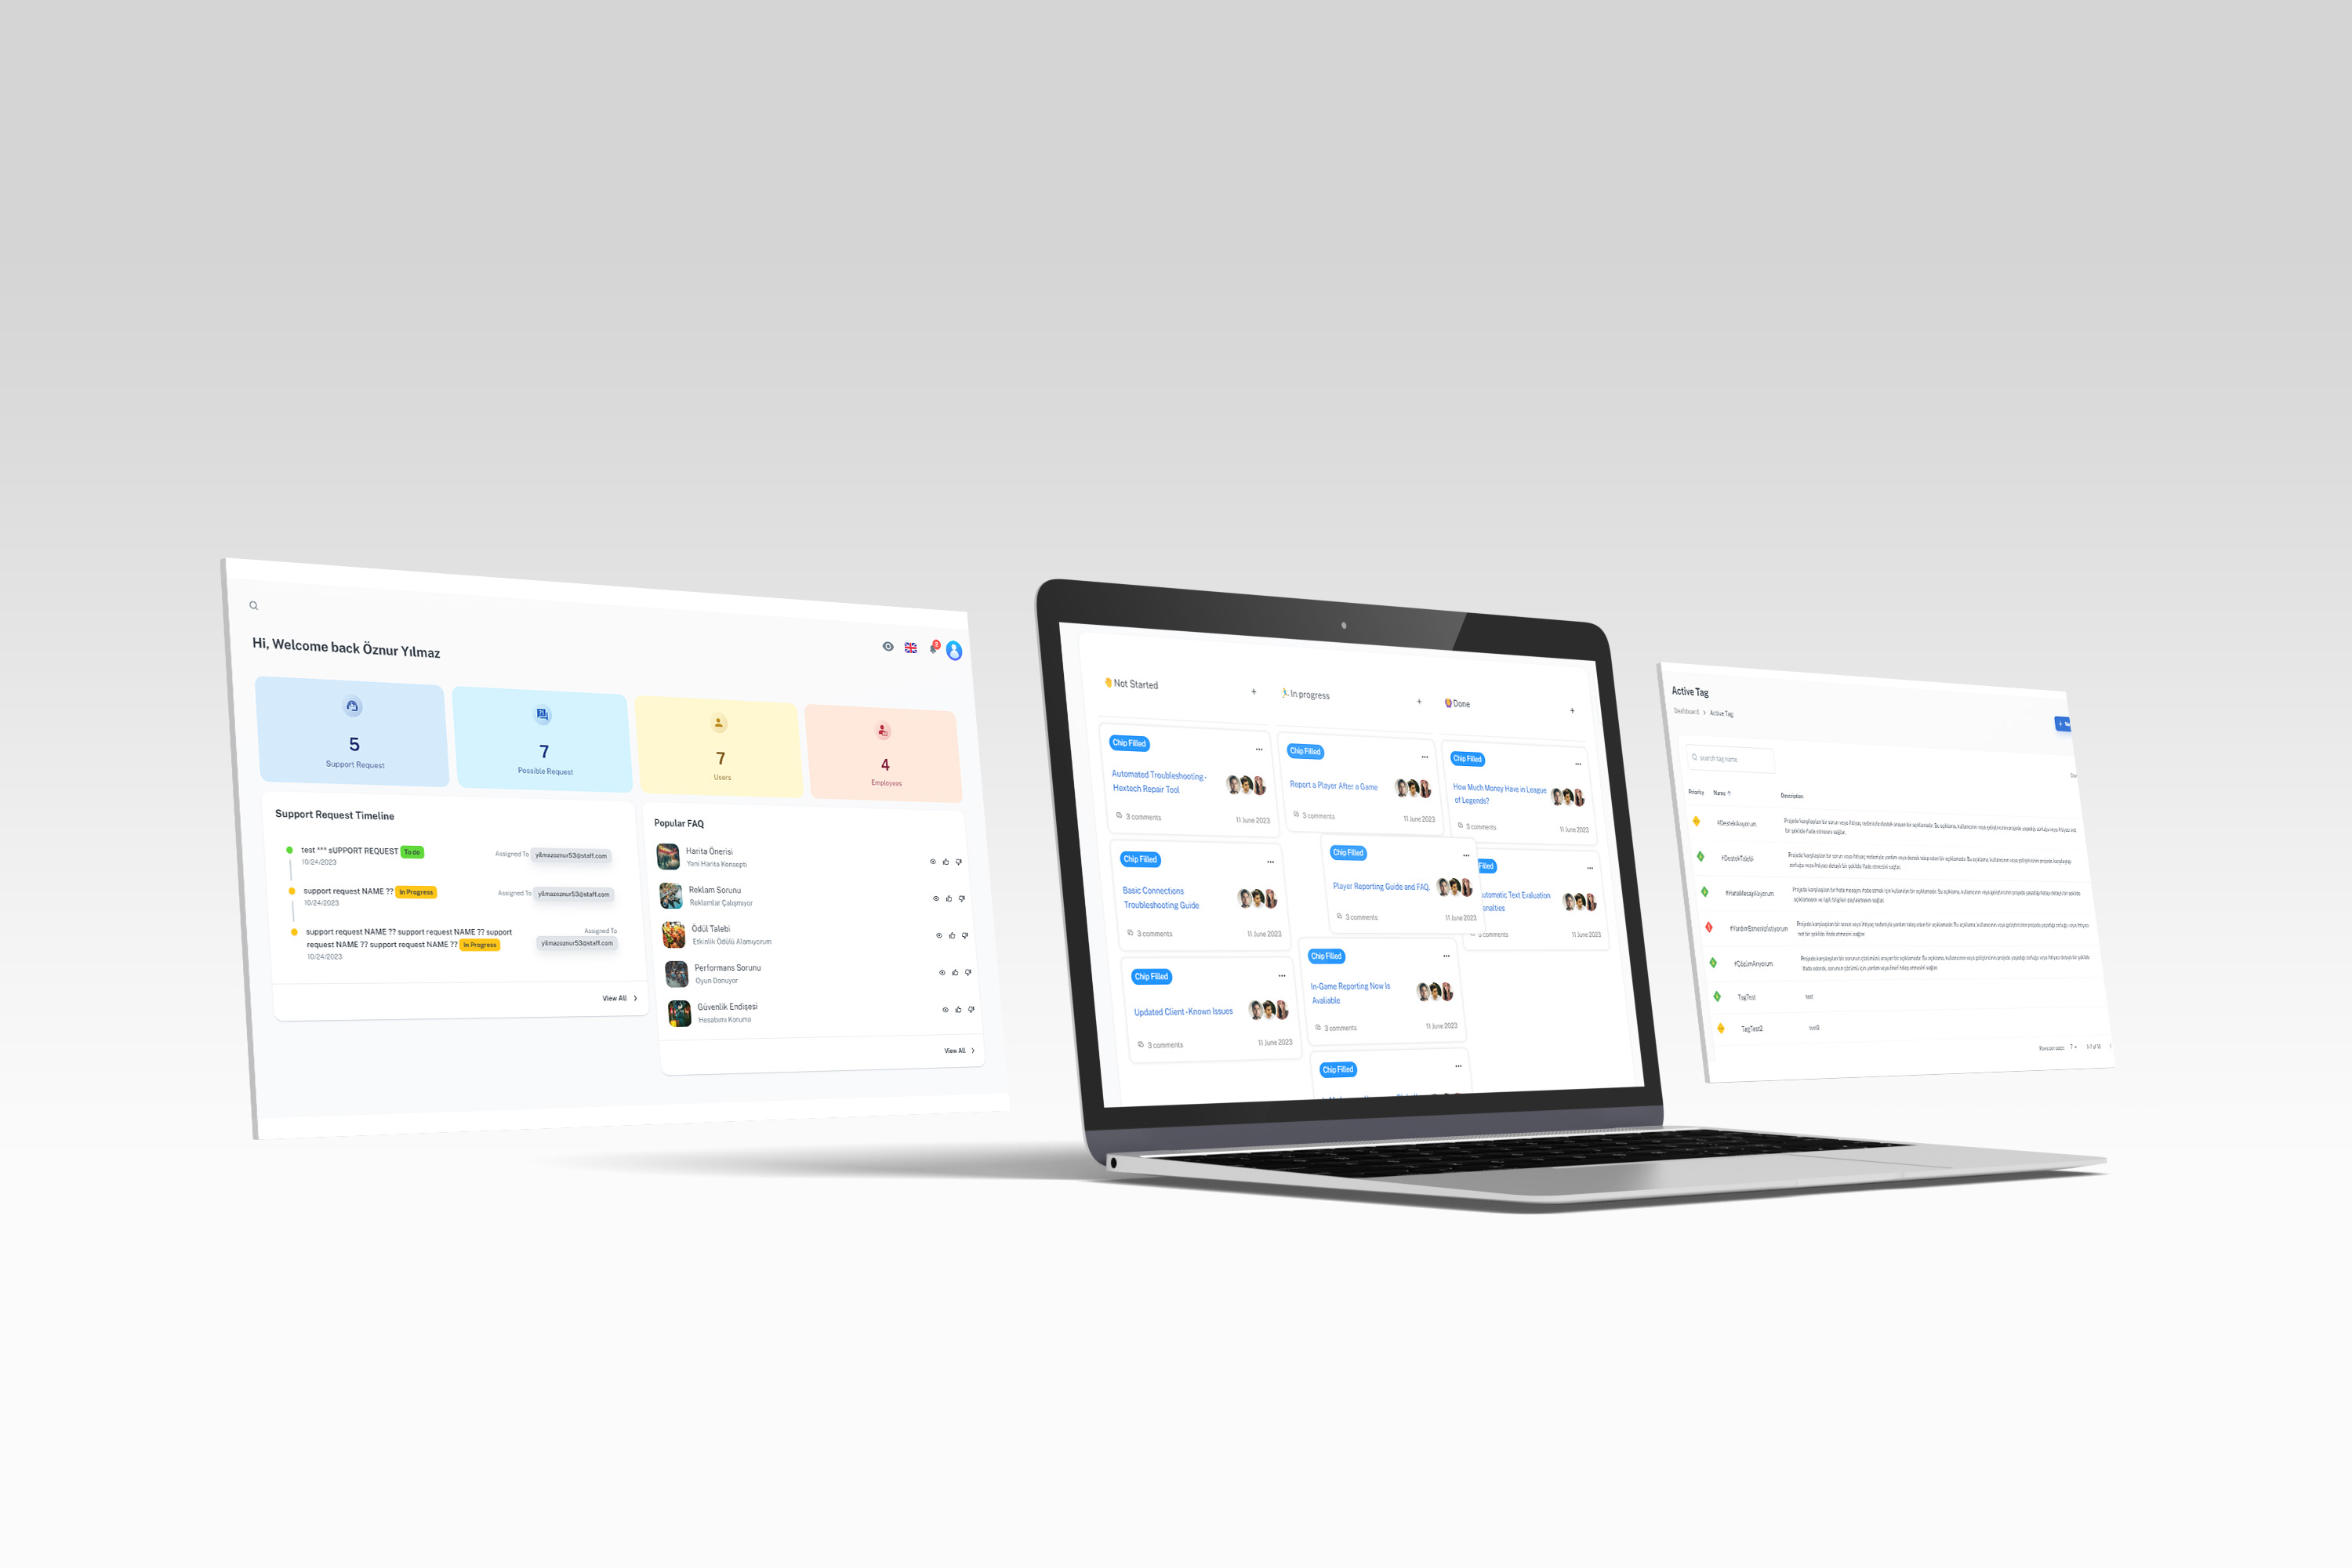 Hi, Welcome back Öznur Yılmaz
2
5
Support Request
7
Possible Request
7
Users
4
Employees
Support Request Timeline
test *** sUPPORT REQUEST To do
10/24/2023
Assigned To yilmazoznur53@staff.com
support request NAME ?? In Progress
10/24/2023
Assigned To yilmazoznur53@staff.com
support request NAME ?? support request NAME ?? support
request NAME ?? support request NAME ?? In Progress
10/24/2023
Assigned To
yilmazoznur53@staff.com
View All
Popular FAQ
Harita Önerisi
Yeni Harita Konsepti
Reklam Sorunu
Reklamlar Çalışmıyor
Ödül Talebi
Etkinlik Ödülü Alamıyorum
Performans Sorunu
Oyun Donuyor
Güvenlik Endişesi
Hesabımı Koruma
View All
Not Started
+
Chip Filled
Automated Troubleshooting -
Hextech Repair Tool
3 comments
11 June 2023
Chip Filled
Basic Connections
Troubleshooting Guide
3 comments
11 June 2023
Chip Filled
Updated Client - Known Issues
3 comments
11 June 2023
In progress
+
Chip Filled
Report a Player After a Game
3 comments
11 June 2023
Chip Filled
Player Reporting Guide and FAQ
3 comments
11 June 2023
Chip Filled
In-Game Reporting Now Is
Avaliable
3 comments
11 June 2023
Chip Filled
Done
+
Chip Filled
How Much Money Have in League
of Legends?
3 comments
11 June 2023
Filled
utomatic Text Evaluation
enalties
comments
11 June 2023
Active Tag
Dashboard > Active Tag
search tag name
Priority Name Description
#DestekAlıyorum
#DestekTalebi
#HataMesajıAlıyorum
#YardımEtmenizİstiyorum
#ÇözümArıyorum
TagTest
test
TagTest2
test2
Rows per page: 7